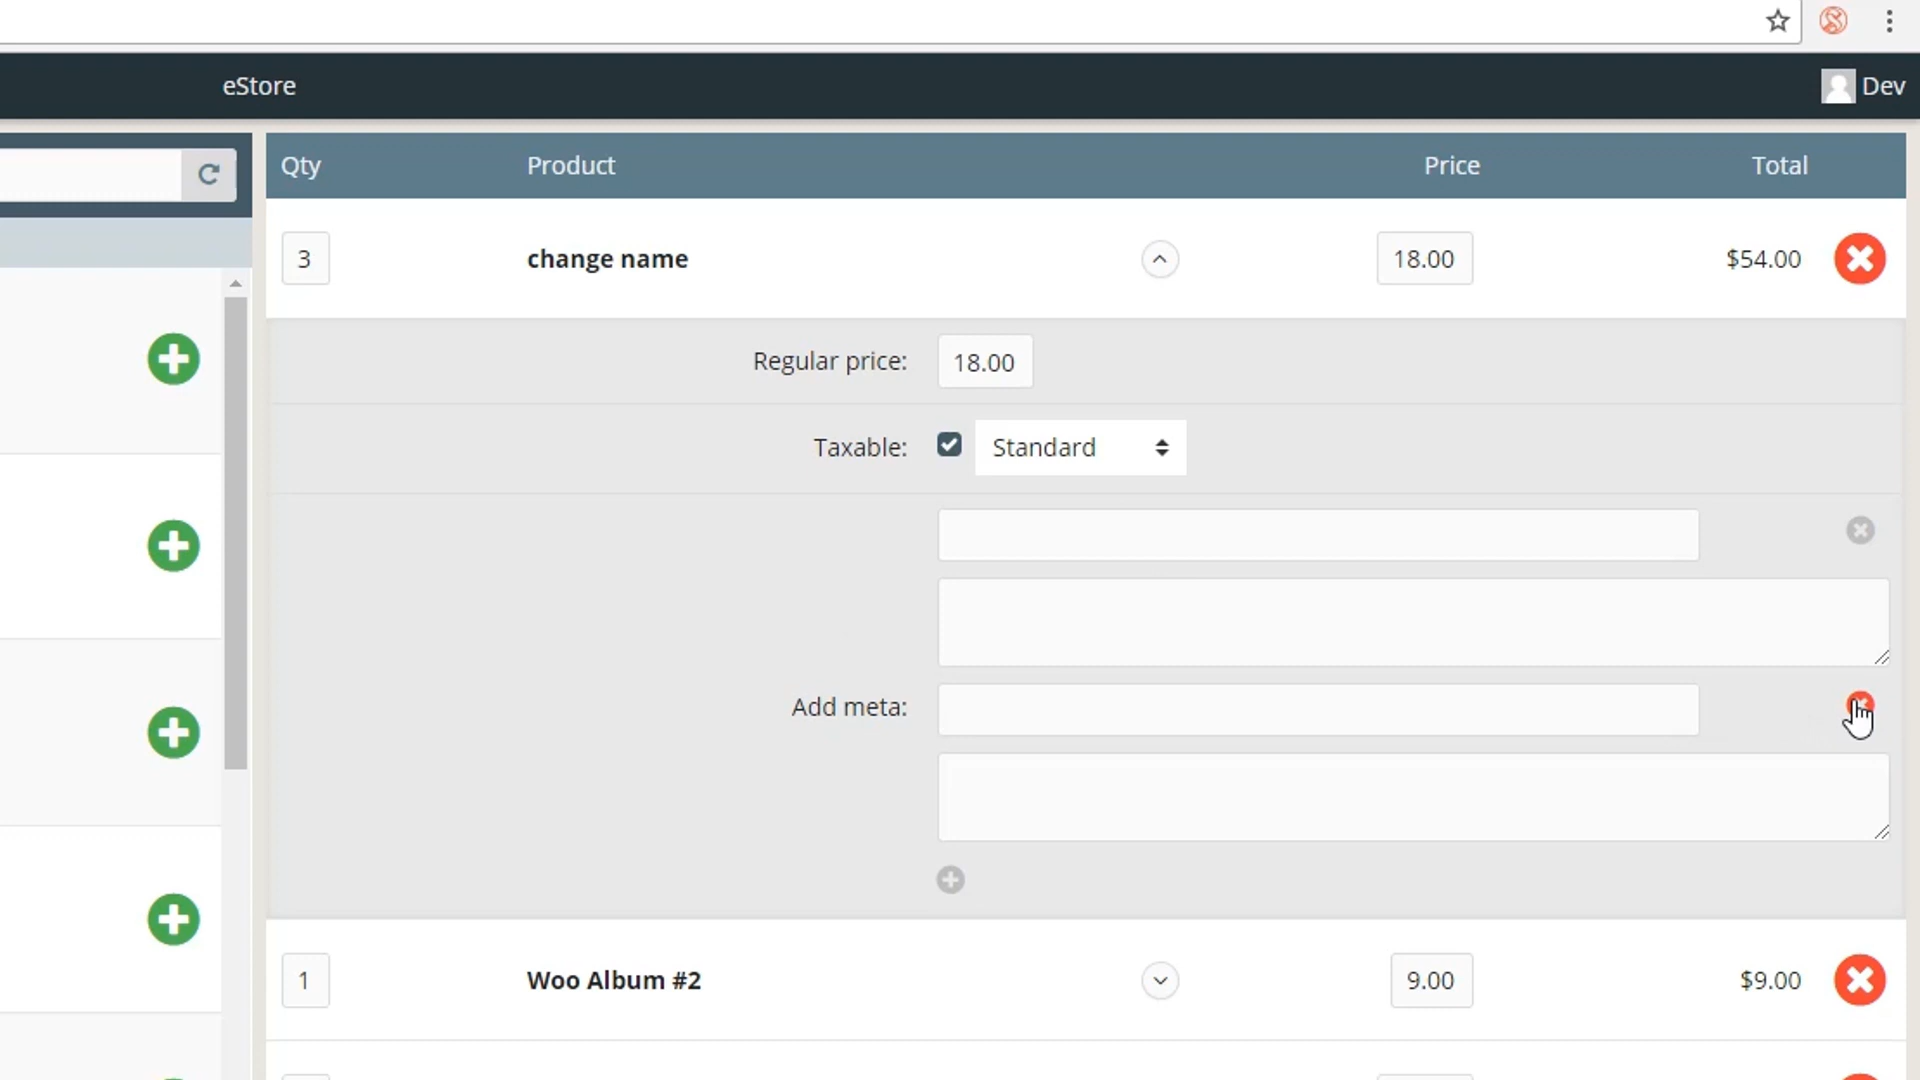 eStore
Dev
Qty Product Price Total
3 change name 18.00 $54.00
Regular price: 18.00
Taxable: Standard
Add meta:
1 Woo Album #2 9.00 $9.00